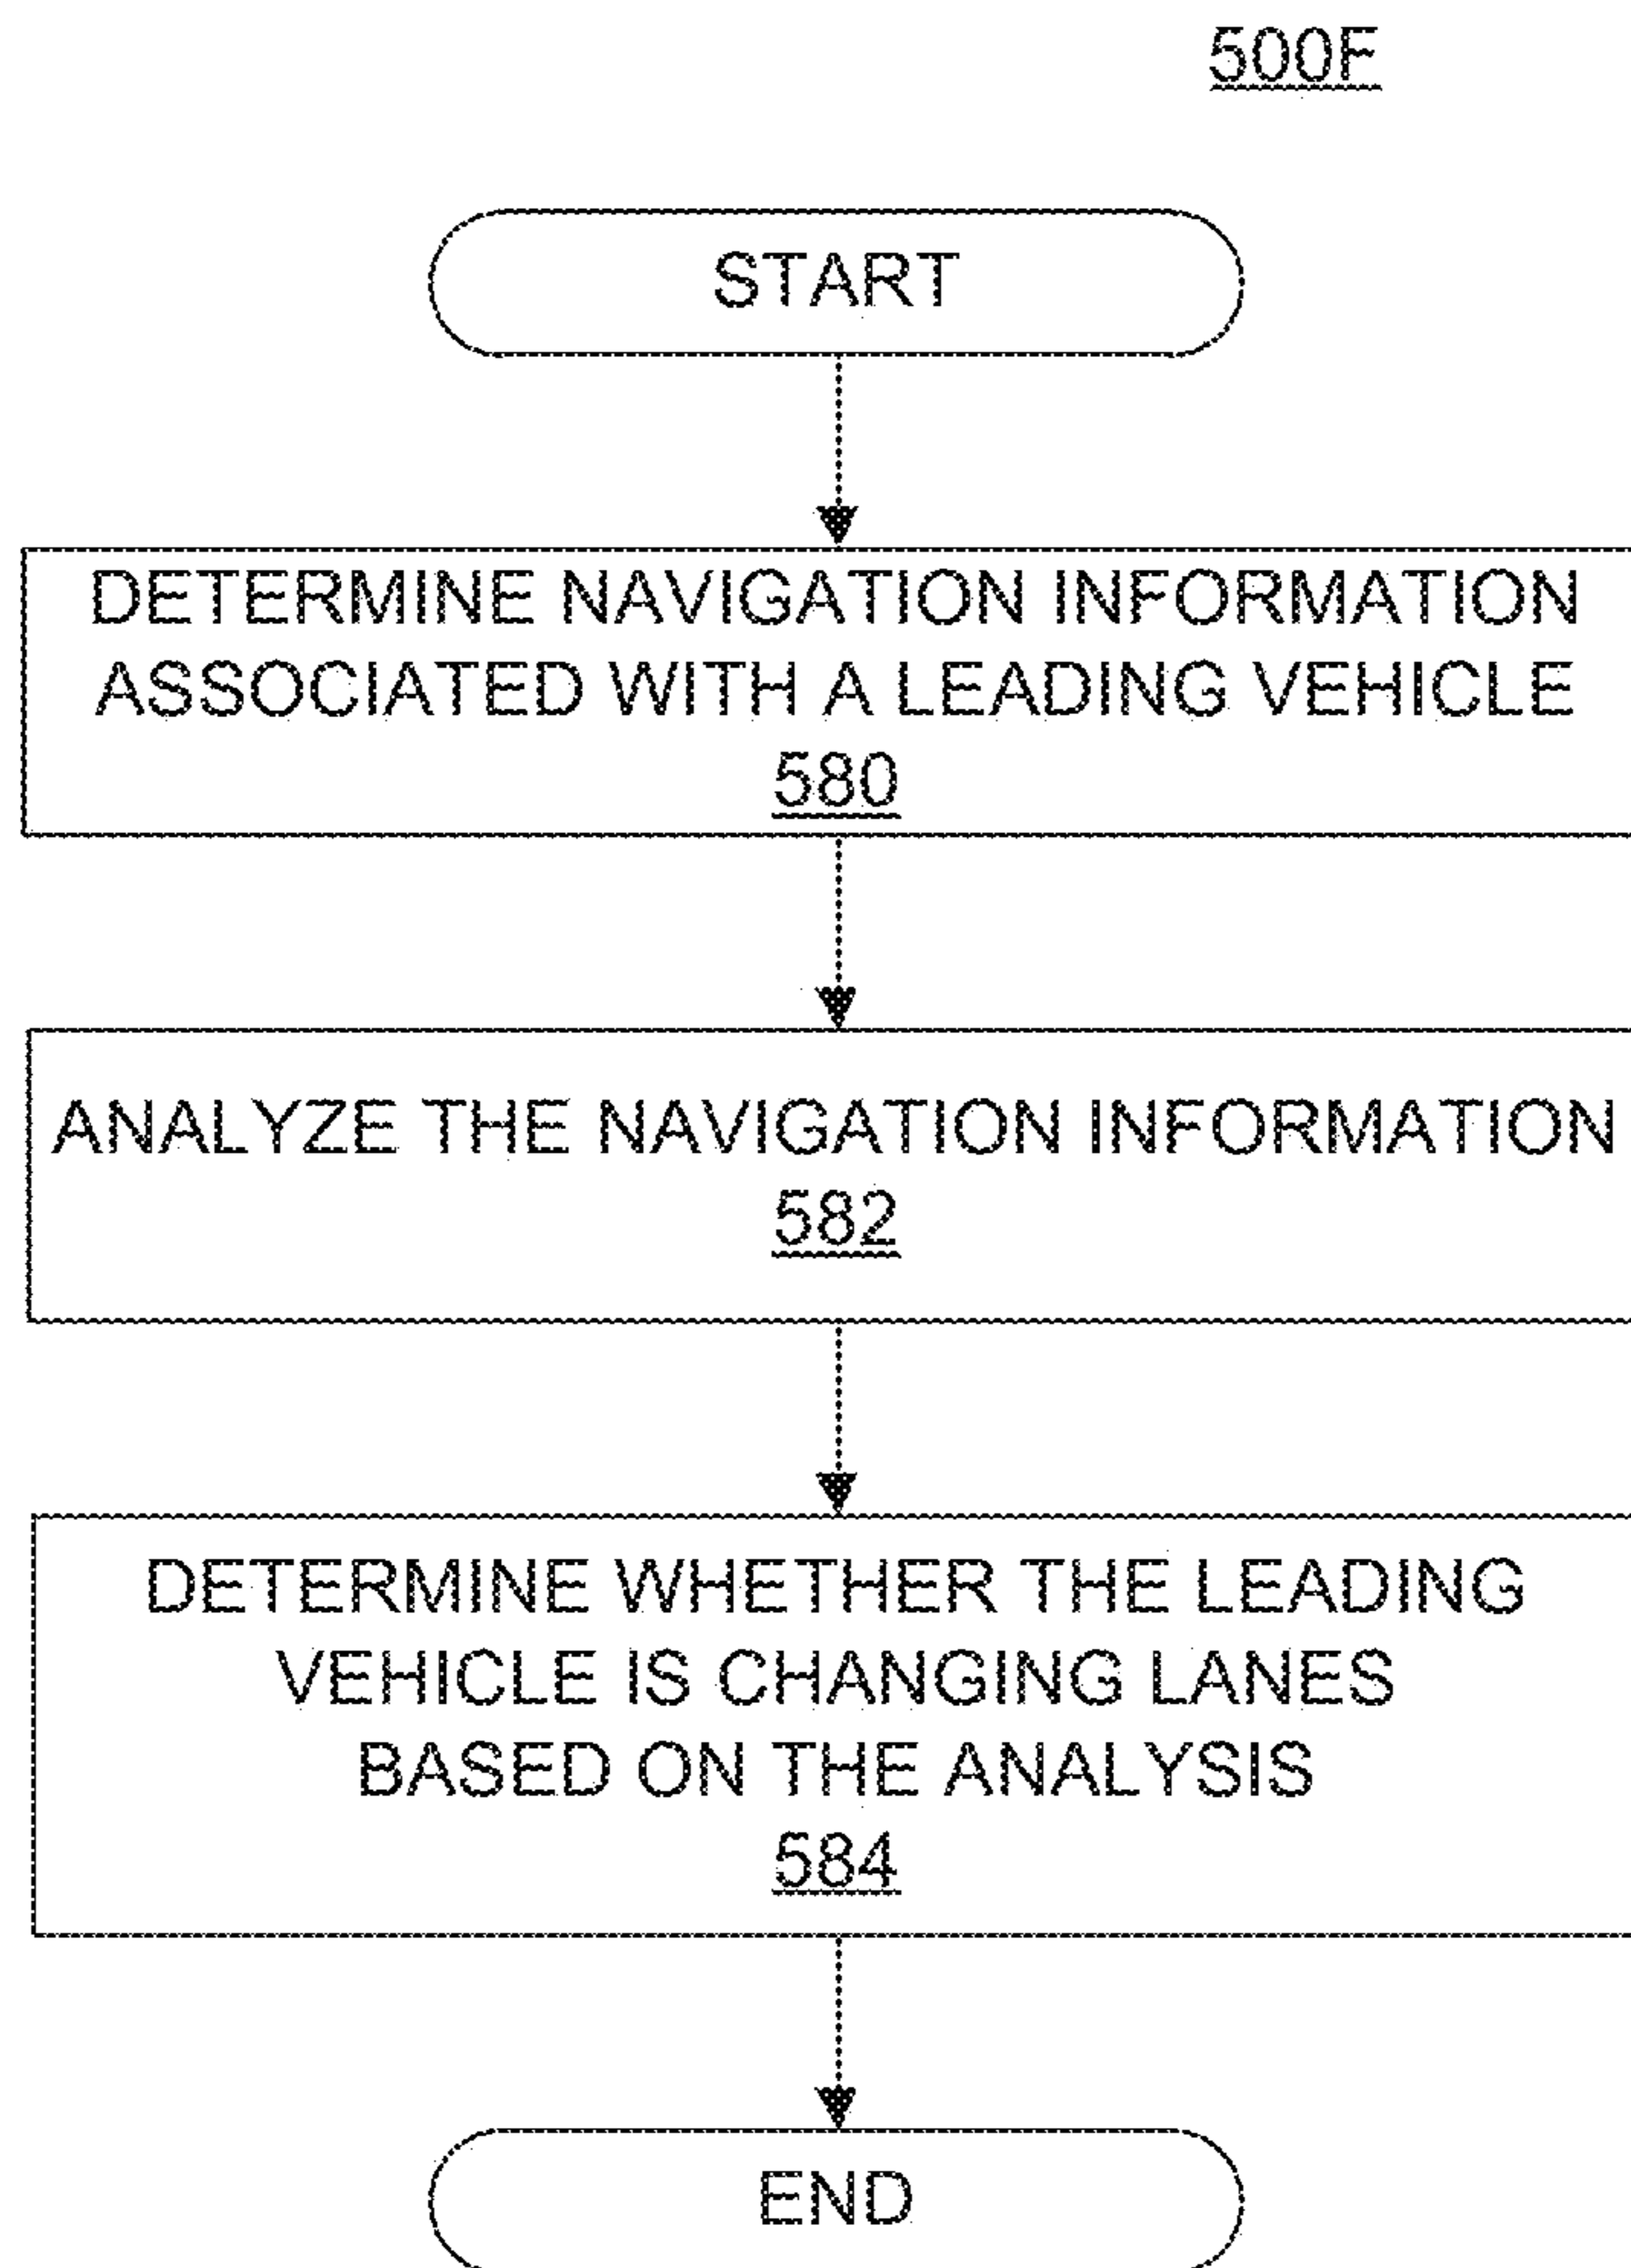 500F
START
DETERMINE NAVIGATION INFORMATION
ASSOCIATED WITH A LEADING VEHICLE
580
ANALYZE THE NAVIGATION INFORMATION
582
DETERMINE WHETHER THE LEADING
VEHICLE IS CHANGING LANES
BASED ON THE ANALYSIS
584
END